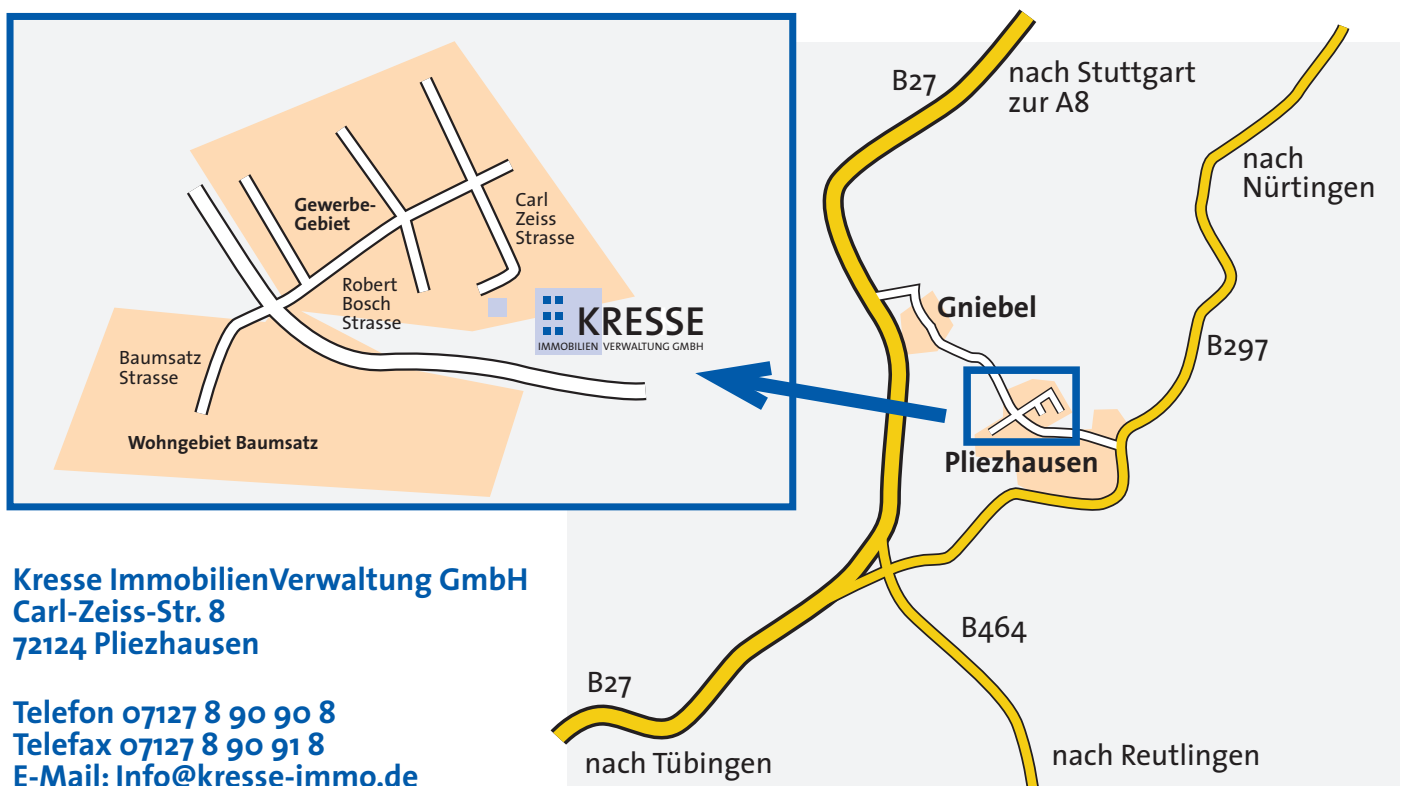 Gewerbe-
Gebiet
Carl
Zeiss
Strasse
Robert
Bosch
Strasse
KRESSE
IMMOBILIEN VERWALTUNG GMBH
Baumsatz
Strasse
Wohngebiet Baumsatz
B27
nach Stuttgart
zur A8
nach
Nürtingen
Gniebel
B297
Pliezhausen
B464
B27
nach Tübingen
nach Reutlingen
Kresse ImmobilienVerwaltung GmbH
Carl-Zeiss-Str. 8
72124 Pliezhausen
Telefon 07127 8 90 90 8
Telefax 07127 8 90 91 8
E-Mail: Info@kresse-immo.de